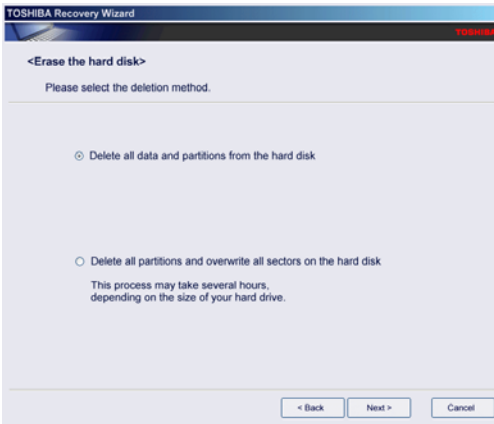 TOSHIBA Recovery Wizard
TOSHIBA
<Erase the hard disk>
Please select the deletion method.
Delete all data and partitions from the hard disk
Delete all partitions and overwrite all sectors on the hard disk
This process may take several hours,
depending on the size of your hard drive.
< Back Next > Cancel